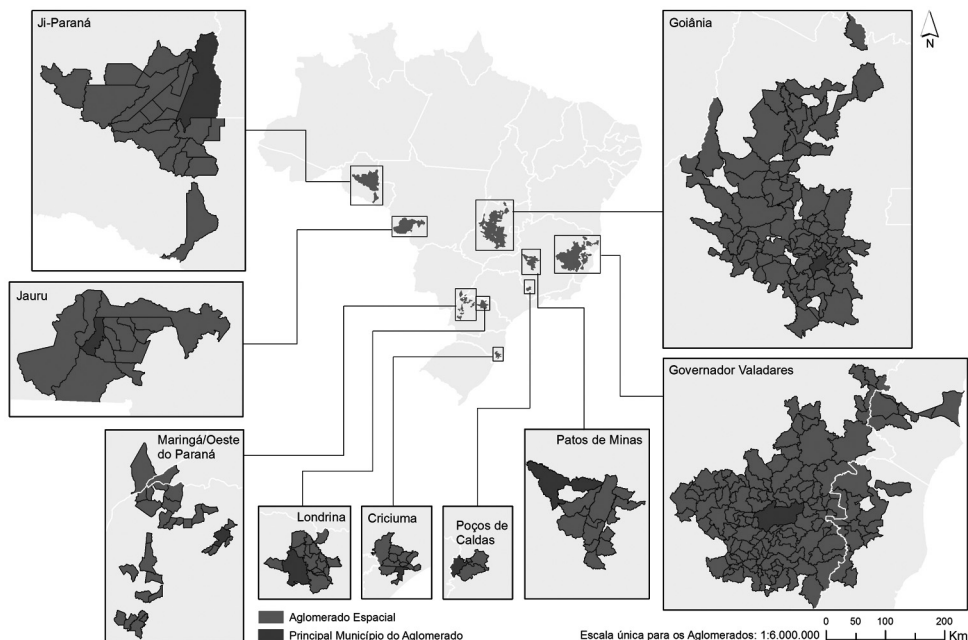 Ji-Paraná
Goiânia
N
Jauru
Governador Valadares
Maringá/Oeste
do Paraná
Patos de Minas
Londrina
Criciuma
Poços de
Caldas
Aglomerado Espacial
Principal Município do Aglomerado
Escala única para os Aglomerados: 1:6.000.000
0 50 100 200
Km